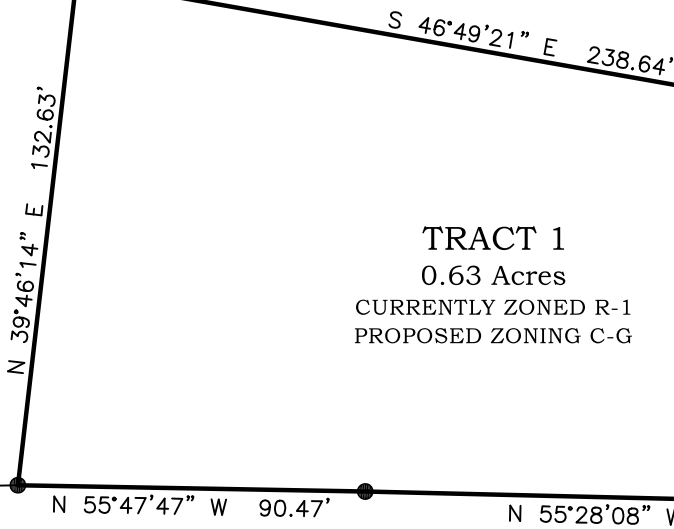 S 46°49'21" E 238.64'
N 39°46'14" E 132.63'
TRACT 1
0.63 Acres
CURRENTLY ZONED R-1
PROPOSED ZONING C-G
N 55°47'47" W 90.47'
N 55°28'08" W